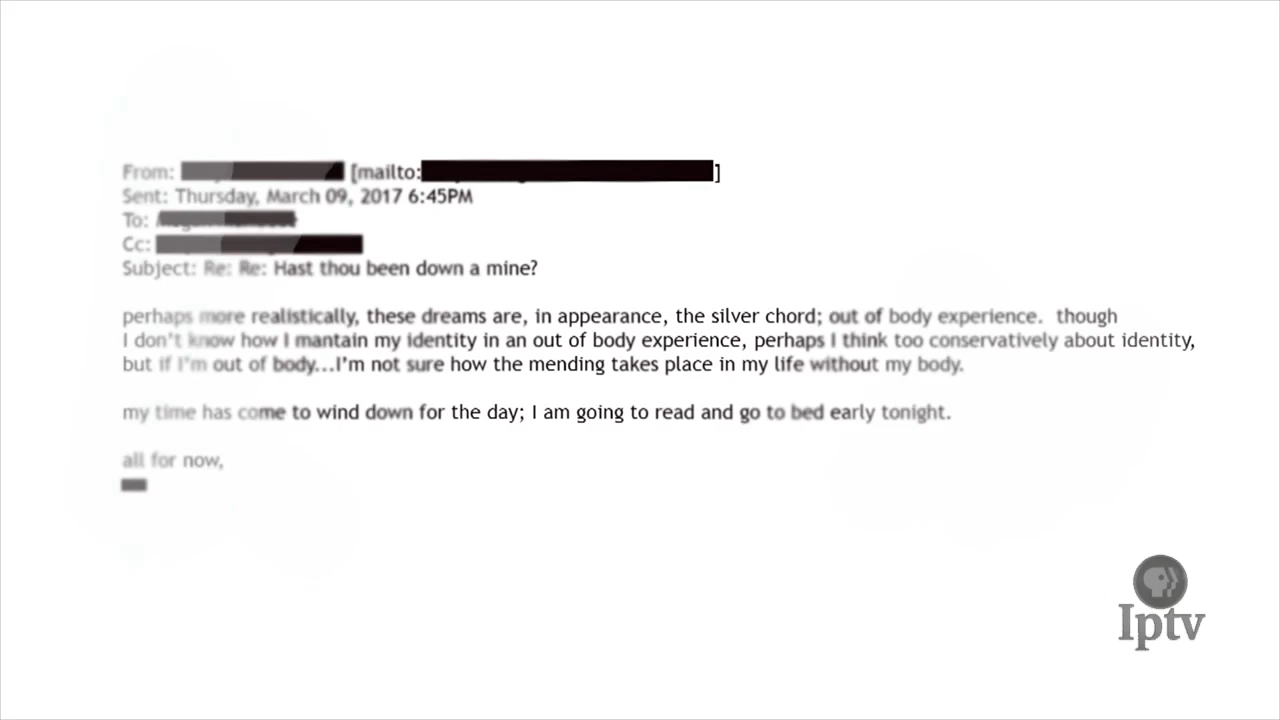 From: [mailto: ]
Sent: Thursday, March 09, 2017 6:45PM
To:
Cc:
Subject: Re: Re: Hast thou been down a mine?
perhaps more realistically, these dreams are, in appearance, the silver chord; out of body experience. though
I don't know how I mantain my identity in an out of body experience, perhaps I think too conservatively about identity,
but if I'm out of body...I'm not sure how the mending takes place in my life without my body.
my time has come to wind down for the day; I am going to read and go to bed early tonight.
all for now,
Iptv